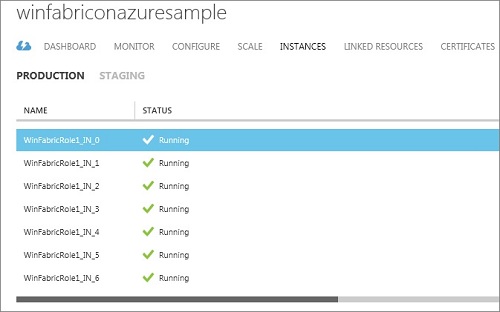 winfabriconazuresample
DASHBOARD MONITOR CONFIGURE SCALE INSTANCES LINKED RESOURCES CERTIFICATES
PRODUCTION STAGING
NAME STATUS
WinFabricRole1_IN_0 Running
WinFabricRole1_IN_1 Running
WinFabricRole1_IN_2 Running
WinFabricRole1_IN_3 Running
WinFabricRole1_IN_4 Running
WinFabricRole1_IN_5 Running
WinFabricRole1_IN_6 Running